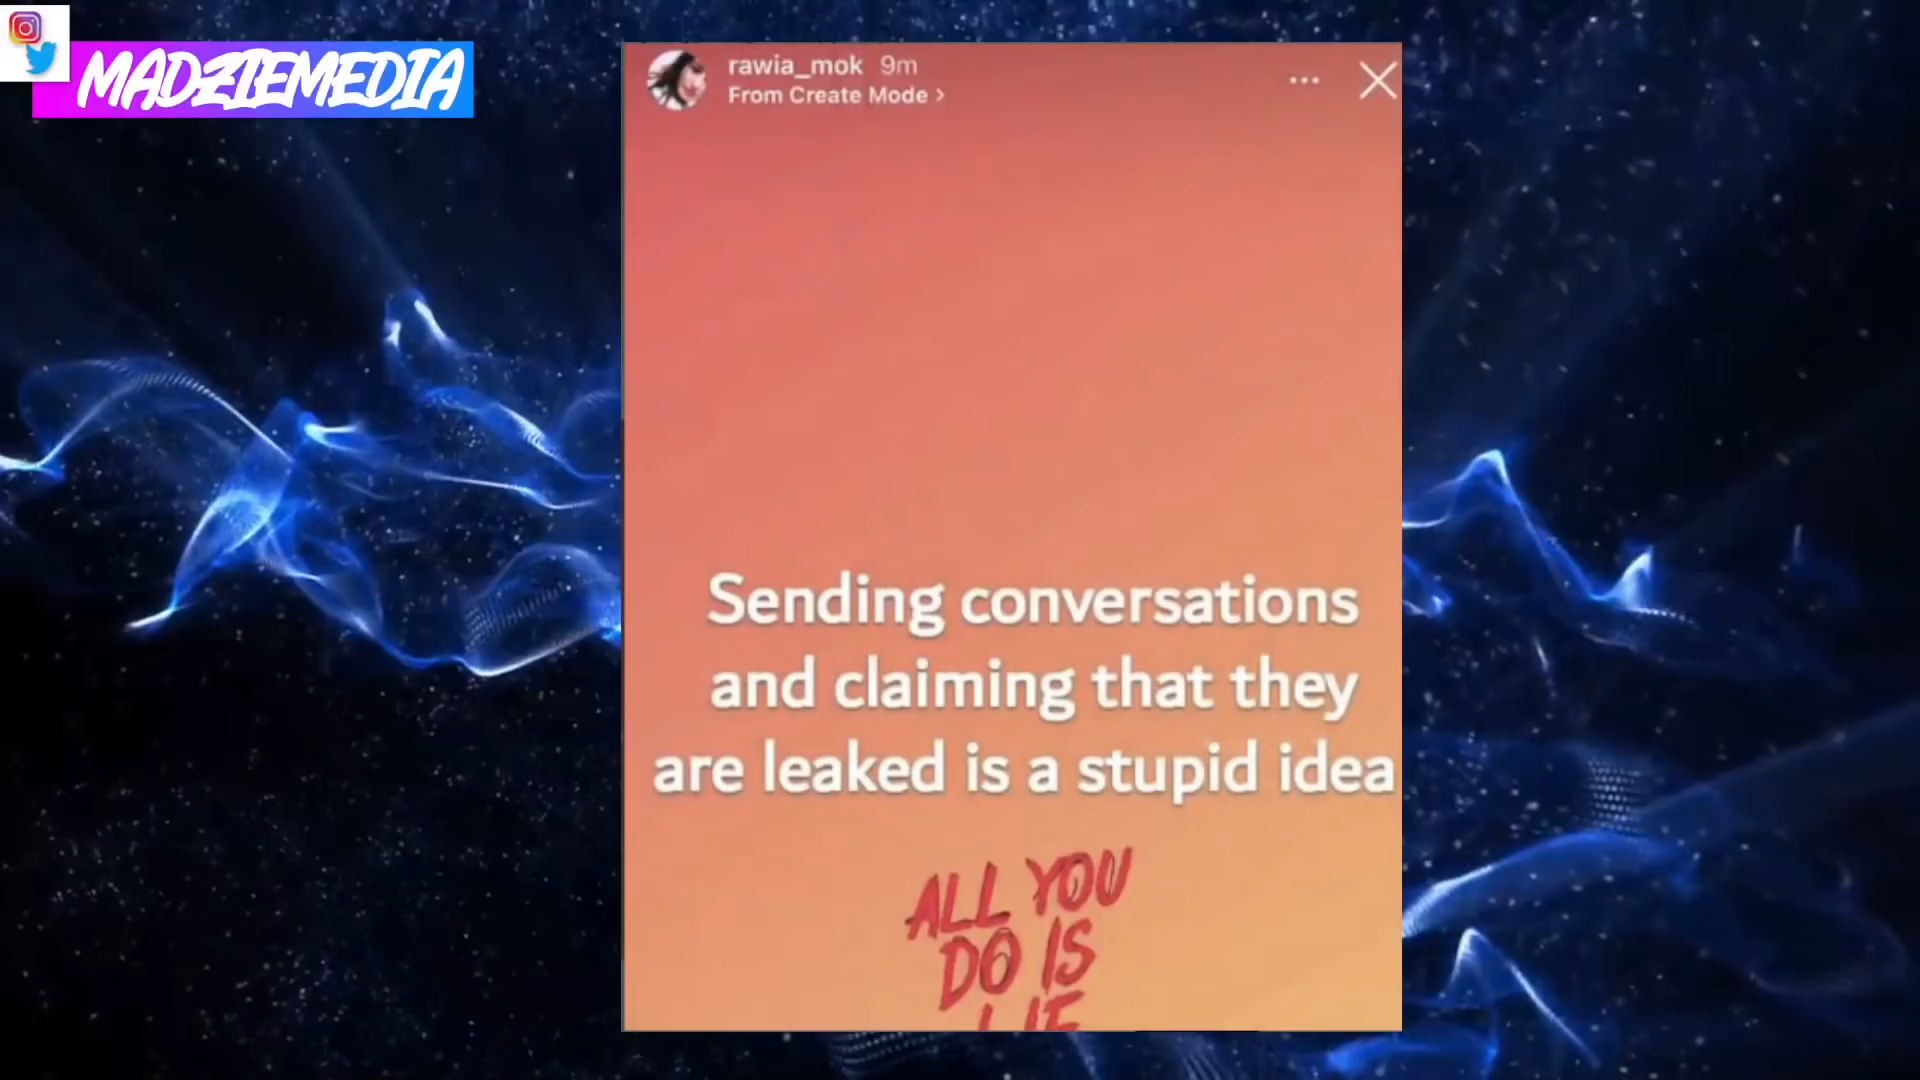 MADZIEMEDIA
rawia_mok 9m
From Create Mode >
Sending conversations
and claiming that they
are leaked is a stupid idea
ALL YOU
DO IS
LIE